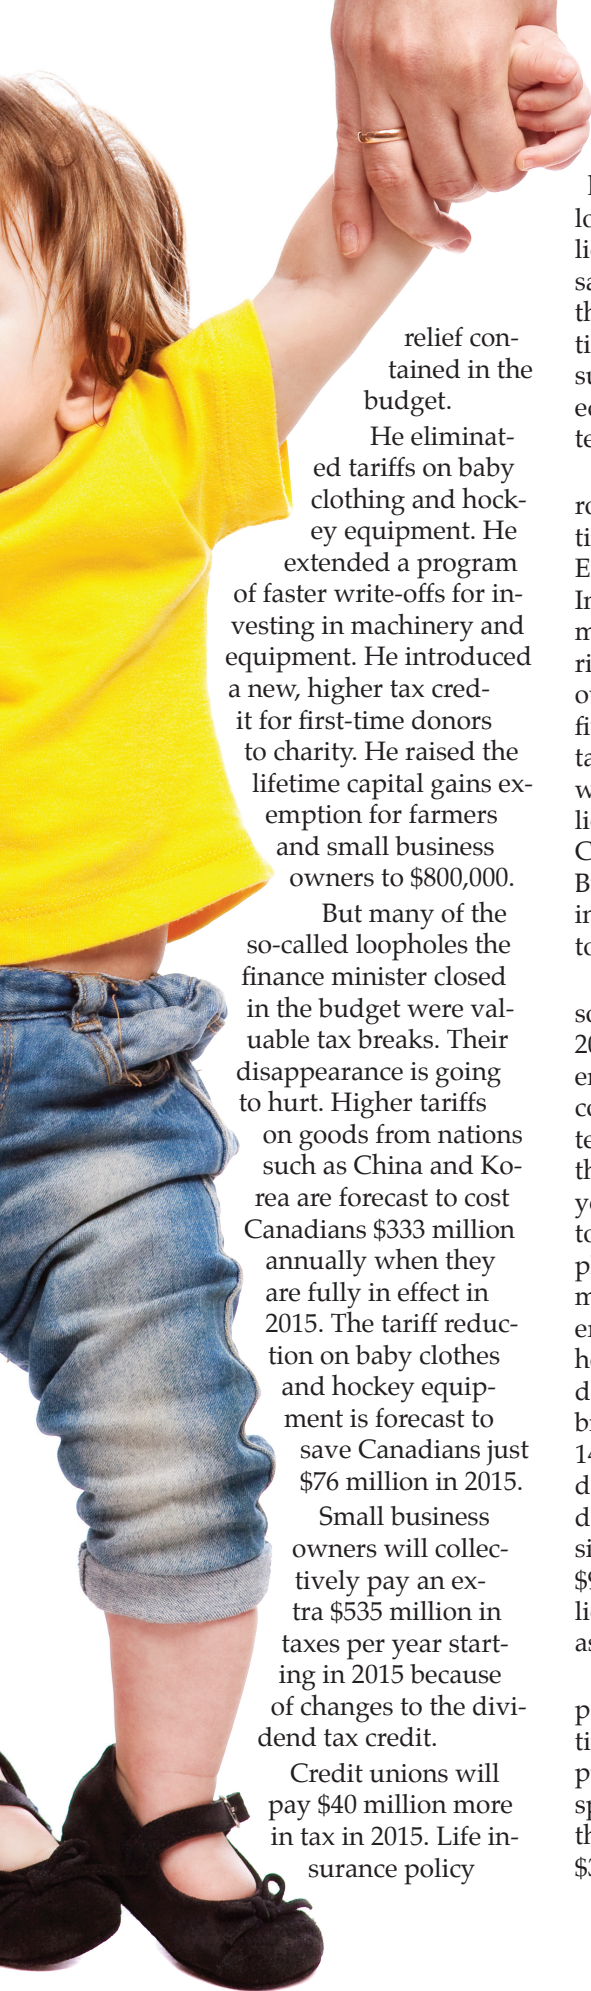 relief con-
tained in the
budget.
He eliminat-
ed tariffs on baby
clothing and hock-
ey equipment. He
extended a program
of faster write-offs for in-
vesting in machinery and
equipment. He introduced
a new, higher tax cred-
it for first-time donors
to charity. He raised the
lifetime capital gains ex-
emption for farmers
and small business
owners to $800,000.
But many of the
so-called loopholes the
finance minister closed
in the budget were val-
uable tax breaks. Their
disappearance is going
to hurt. Higher tariffs
on goods from nations
such as China and Ko-
rea are forecast to cost
Canadians $333 million
annually when they
are fully in effect in
2015. The tariff reduc-
tion on baby clothes
and hockey equip-
ment is forecast to
save Canadians just
$76 million in 2015.
Small business
owners will collec-
tively pay an ex-
tra $535 million in
taxes per year start-
ing in 2015 because
of changes to the divi-
dend tax credit.
Credit unions will
pay $40 million more
in tax in 2015. Life in-
surance policy